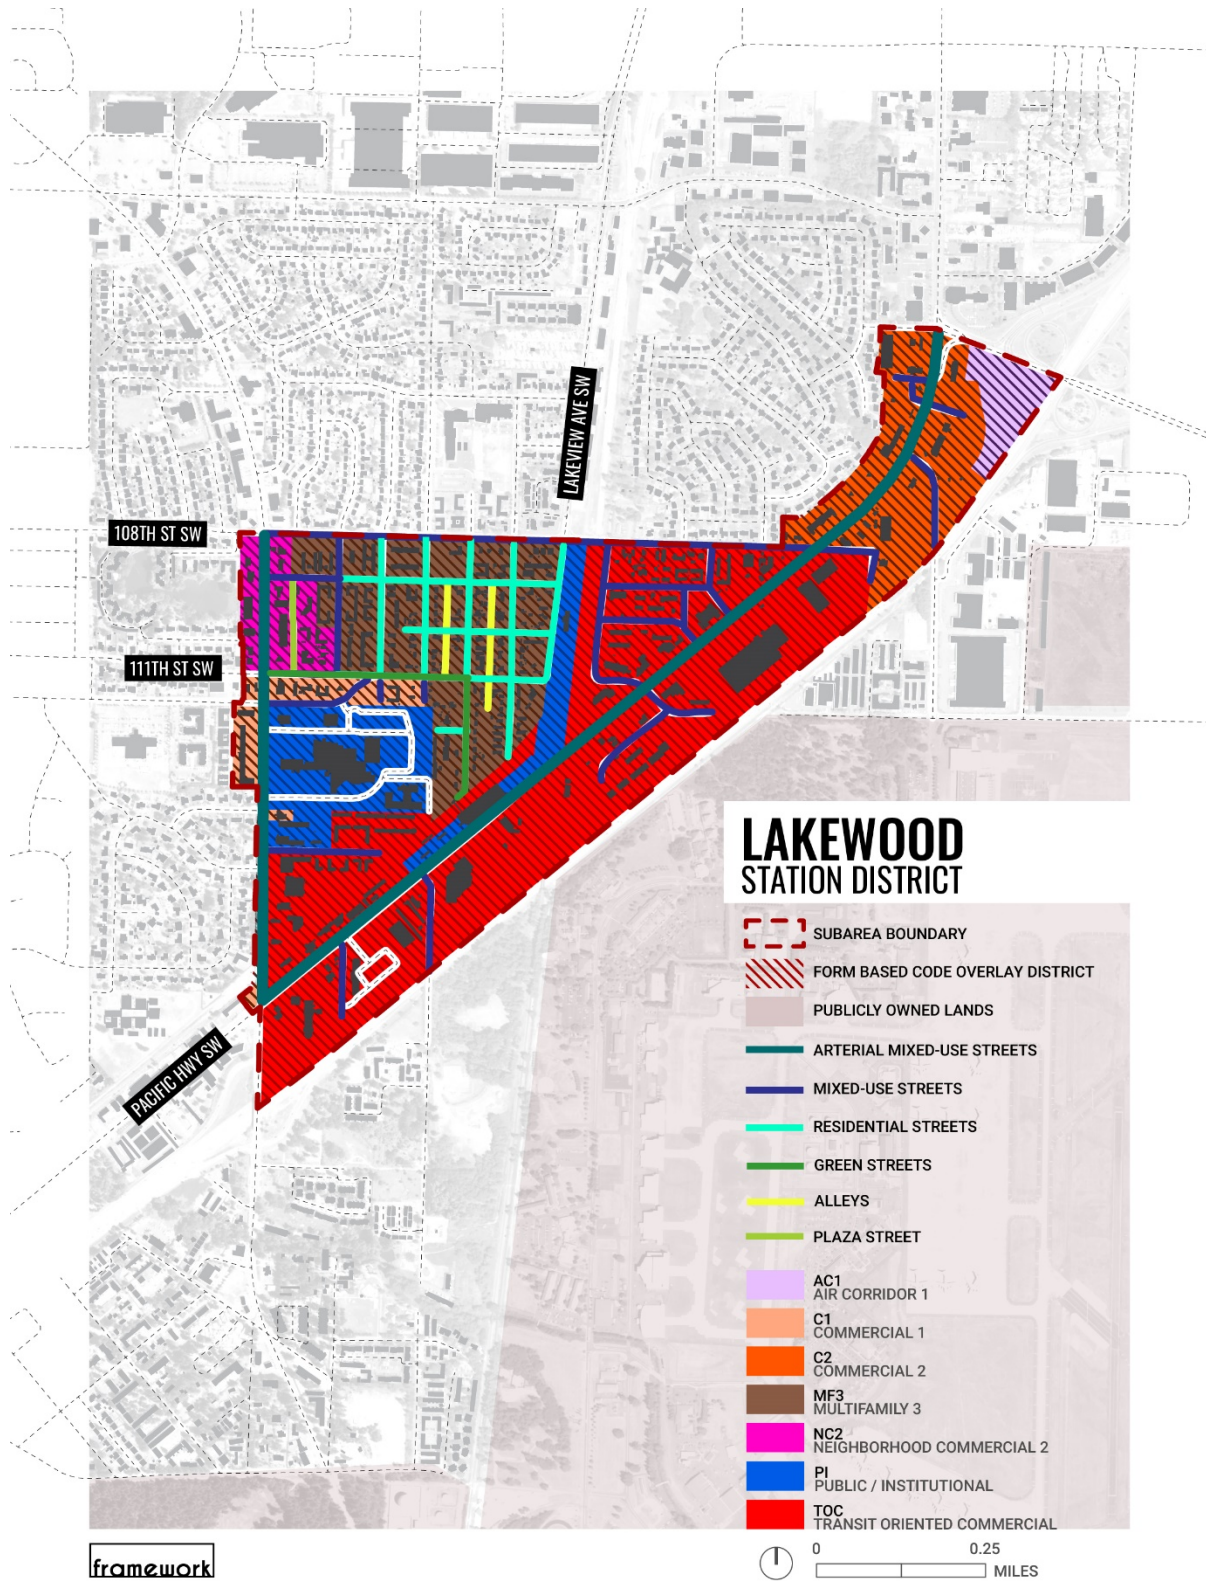 LAKEVIEW AVE SW
108TH ST SW
111TH ST SW
PACIFIC HWY SW
LAKEWOOD
STATION DISTRICT
SUBAREA BOUNDARY
FORM BASED CODE OVERLAY DISTRICT
PUBLICLY OWNED LANDS
ARTERIAL MIXED-USE STREETS
MIXED-USE STREETS
RESIDENTIAL STREETS
GREEN STREETS
ALLEYS
PLAZA STREET
AC1
AIR CORRIDOR 1
C1
COMMERCIAL 1
C2
COMMERCIAL 2
MF3
MULTIFAMILY 3
NC2
NEIGHBORHOOD COMMERCIAL 2
PI
PUBLIC / INSTITUTIONAL
TOC
TRANSIT ORIENTED COMMERCIAL
framework
0 0.25
MILES